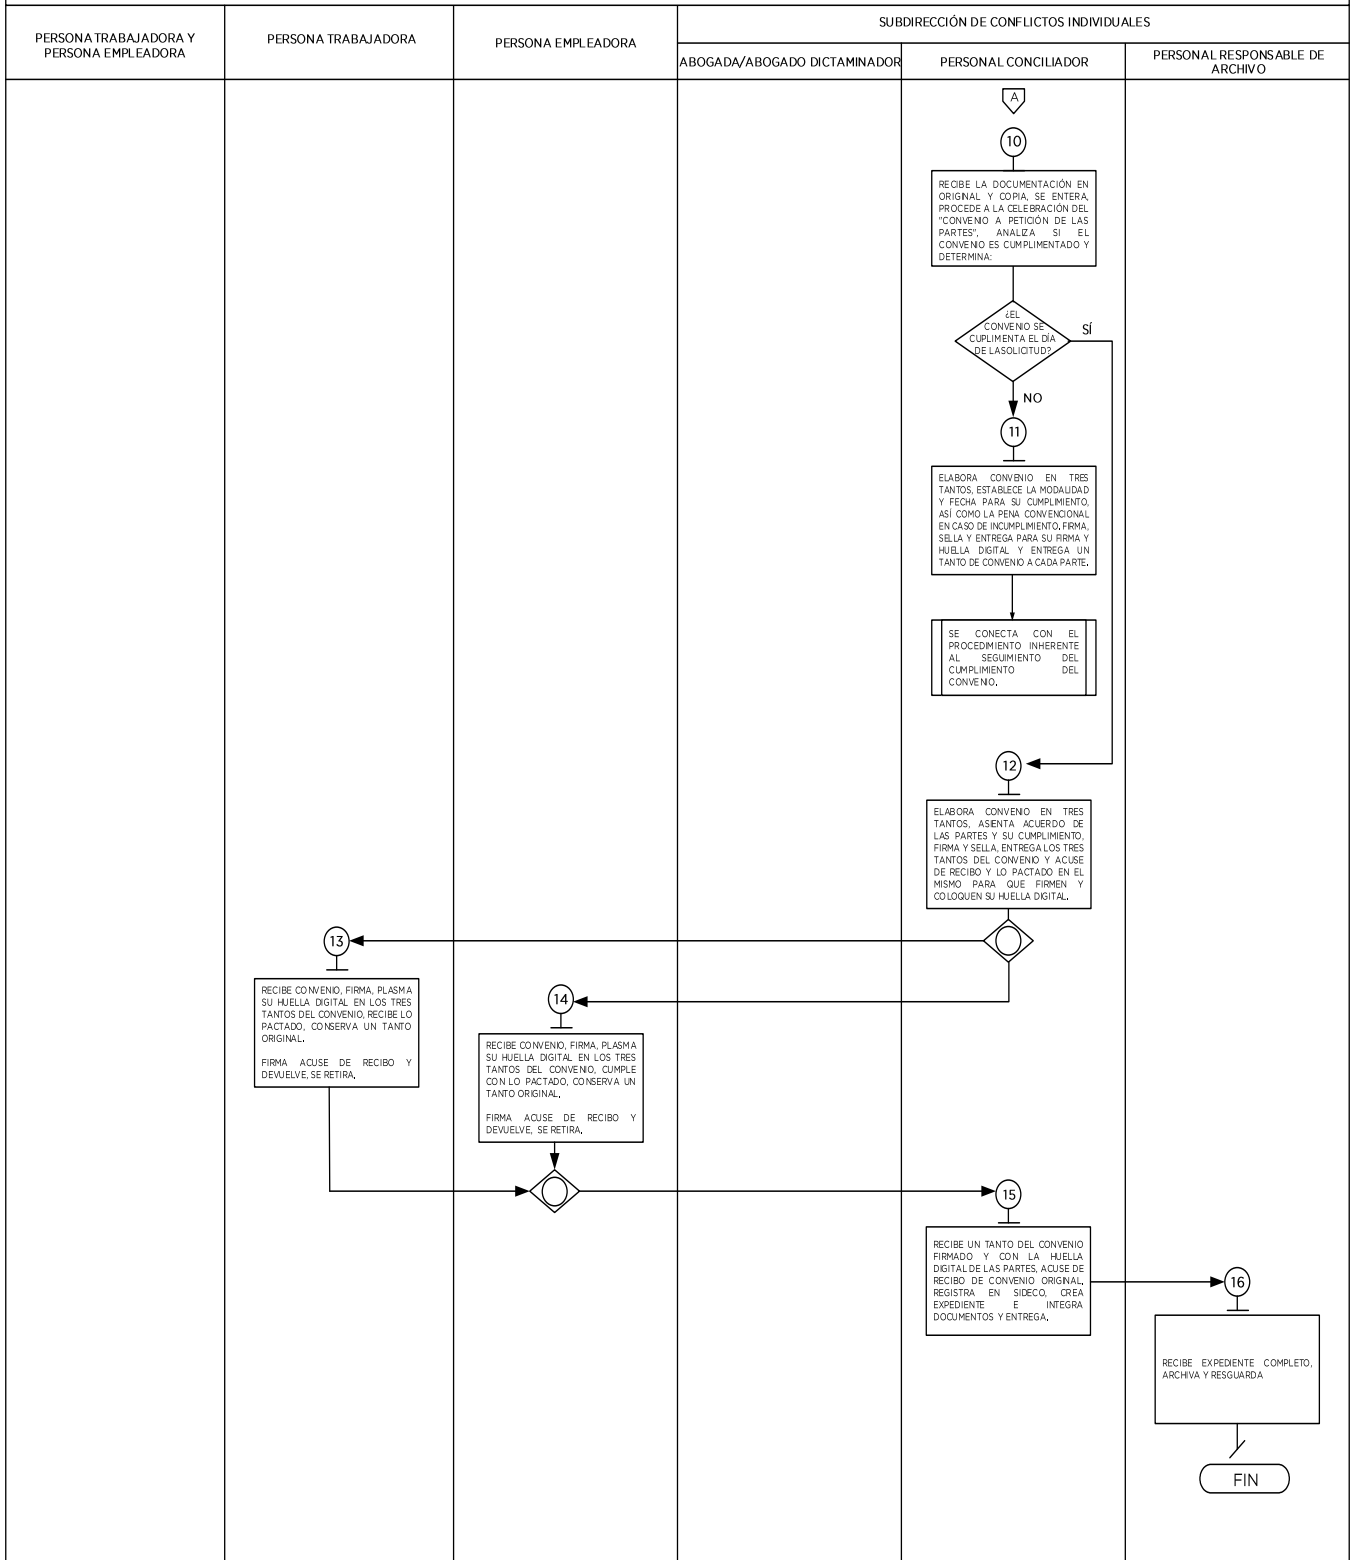 SUBDIRECCIÓN DE CONFLICTOS INDIVIDUALES
PERSONA TRABAJADORA Y
PERSONA EMPLEADORA
PERSONA TRABAJADORA
PERSONA EMPLEADORA
ABOGADA/ABOGADO DICTAMINADOR
PERSONAL CONCILIADOR
PERSONAL RESPONSABLE DE
ARCHIVO
A
10
RECIBE LA DOCUMENTACIÓN EN
ORIGINAL Y COPIA, SE ENTERA,
PROCEDE A LA CELEBRACIÓN DEL
"CONVENIO A PETICIÓN DE LAS
PARTES", ANALIZA SI EL
CONVENIO ES CUMPLIMENTADO Y
DETERMINA:
¿EL
CONVENIO SE
CUPLIMENTA EL DÍA
DE LASOLICITUD?
SÍ
NO
11
ELABORA CONVENIO EN TRES
TANTOS, ESTABLECE LA MODALIDAD
Y FECHA PARA SU CUMPLIMIENTO,
ASÍ COMO LA PENA CONVENCIONAL
EN CASO DE INCUMPLIMIENTO. FIRMA,
SELLA Y ENTREGA PARA SU FIRMA Y
HUELLA DIGITAL Y ENTREGA UN
TANTO DE CONVENIO A CADA PARTE.
SE CONECTA CON EL
PROCEDIMIENTO INHERENTE
AL SEGUIMIENTO DEL
CUMPLIMIENTO DEL
CONVENIO.
12
ELABORA CONVENIO EN TRES
TANTOS, ASIENTA ACUERDO DE
LAS PARTES Y SU CUMPLIMIENTO,
FIRMA Y SELLA, ENTREGA LOS TRES
TANTOS DEL CONVENIO Y ACUSE
DE RECIBO Y LO PACTADO EN EL
MISMO PARA QUE FIRMEN Y
COLOQUEN SU HUELLA DIGITAL.
13
RECIBE CONVENIO, FIRMA, PLASMA
SU HUELLA DIGITAL EN LOS TRES
TANTOS DEL CONVENIO, RECIBE LO
PACTADO, CONSERVA UN TANTO
ORIGINAL.
FIRMA ACUSE DE RECIBO Y
DEVUELVE, SE RETIRA.
14
RECIBE CONVENIO, FIRMA, PLASMA
SU HUELLA DIGITAL EN LOS TRES
TANTOS DEL CONVENIO, CUMPLE
CON LO PACTADO, CONSERVA UN
TANTO ORIGINAL.
FIRMA ACUSE DE RECIBO Y
DEVUELVE, SE RETIRA.
15
RECIBE UN TANTO DEL CONVENIO
FIRMADO Y CON LA HUELLA
DIGITAL DE LAS PARTES, ACUSE DE
RECIBO DE CONVENIO ORIGINAL,
REGISTRA EN SIDECO, CREA
EXPEDIENTE E INTEGRA
DOCUMENTOS Y ENTREGA.
16
RECIBE EXPEDIENTE COMPLETO,
ARCHIVA Y RESGUARDA
FIN